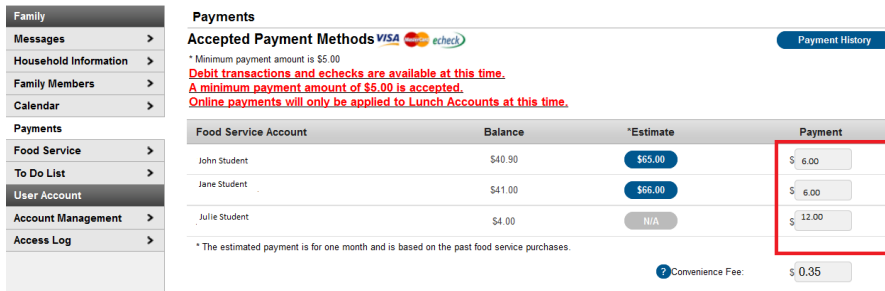 Family
Messages >
Household Information >
Family Members >
Calendar >
Payments
Food Service >
To Do List >
User Account
Account Management >
Access Log >
Payments
Accepted Payment Methods VISA MasterCard echeck
Payment History
* Minimum payment amount is $5.00
Debit transactions and echecks are available at this time.
A minimum payment amount of $5.00 is accepted.
Online payments will only be applied to Lunch Accounts at this time.
Food Service Account Balance *Estimate Payment
John Student $40.90 $65.00 $ 6.00
Jane Student $41.00 $66.00 $ 6.00
Julie Student $4.00 N/A $ 12.00
* The estimated payment is for one month and is based on the past food service purchases.
? Convenience Fee: $ 0.35